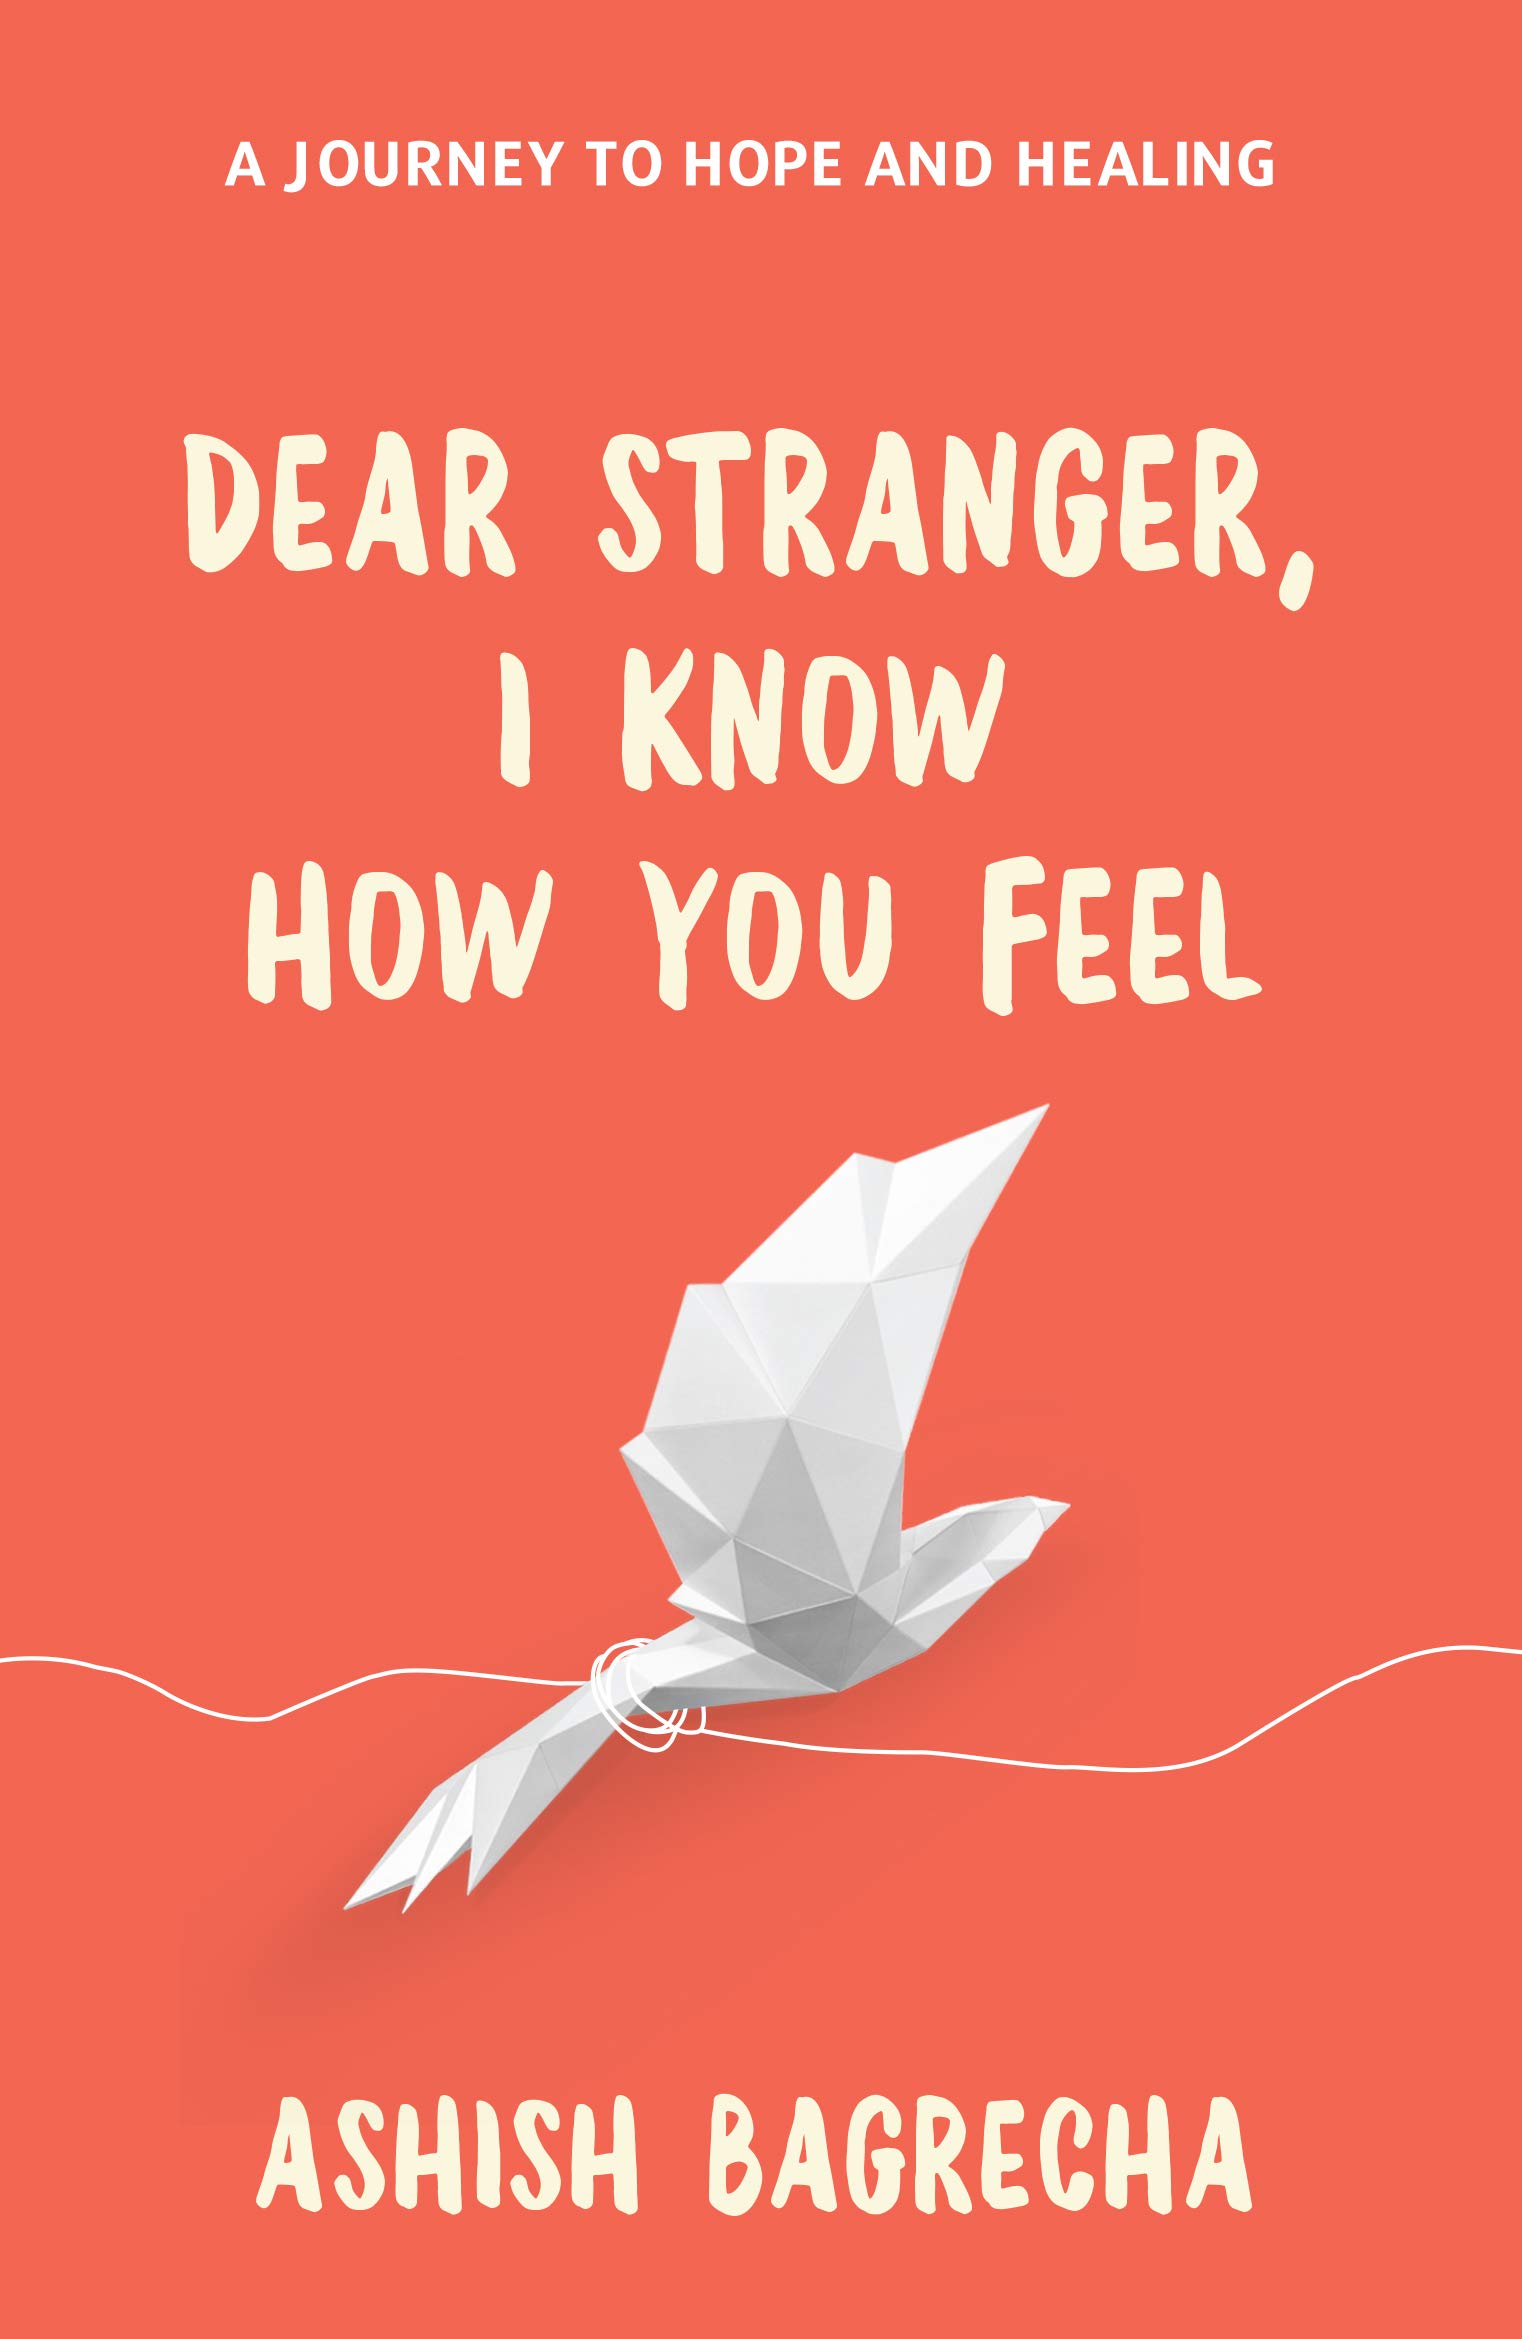 A JOURNEY TO HOPE AND HEALING
DEAR STRANGER,
I KNOW
HOW YOU FEEL
ASHISH BAGRECHA